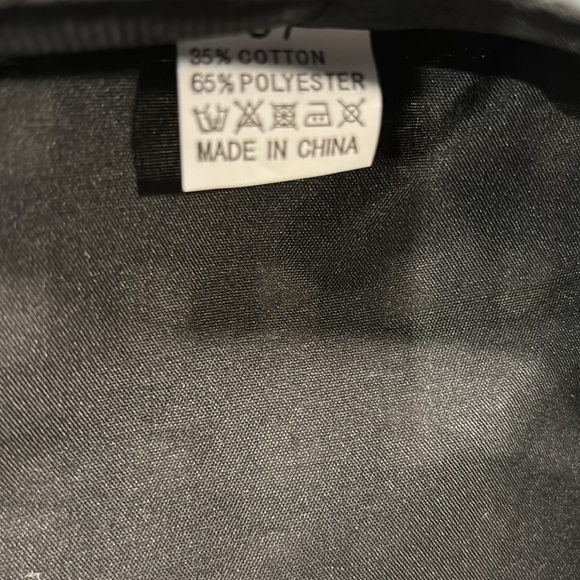 35% COTTON
65% POLYESTER
MADE IN CHINA